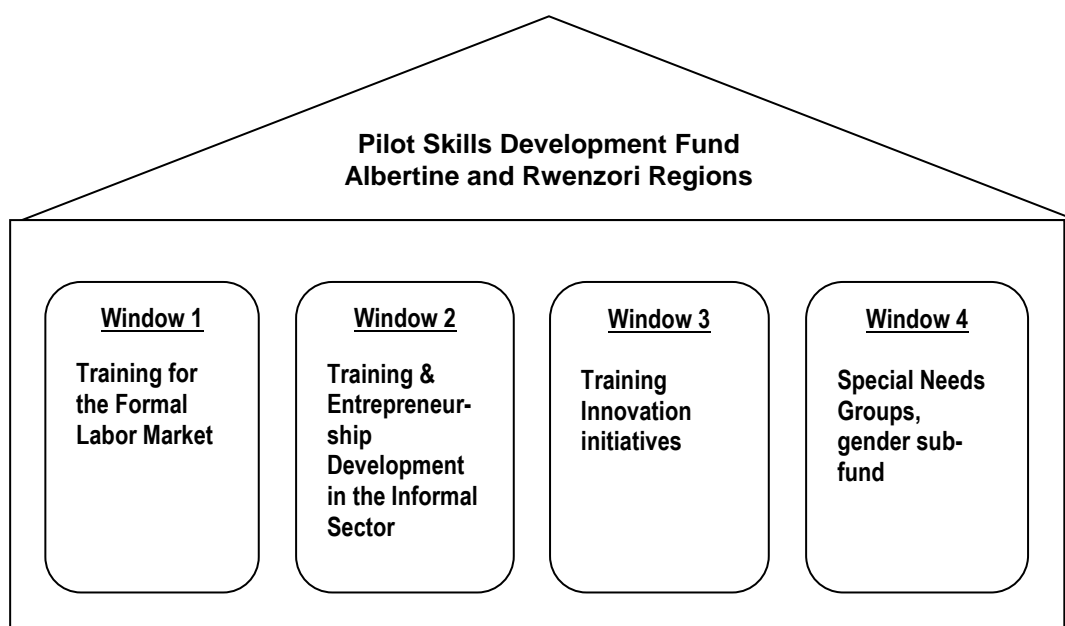 Pilot Skills Development Fund
Albertine and Rwenzori Regions
Window 1
Training for
the Formal
Labor Market
Window 2
Training &
Entrepreneur-
ship
Development
in the Informal
Sector
Window 3
Training
Innovation
initiatives
Window 4
Special Needs
Groups,
gender sub-
fund